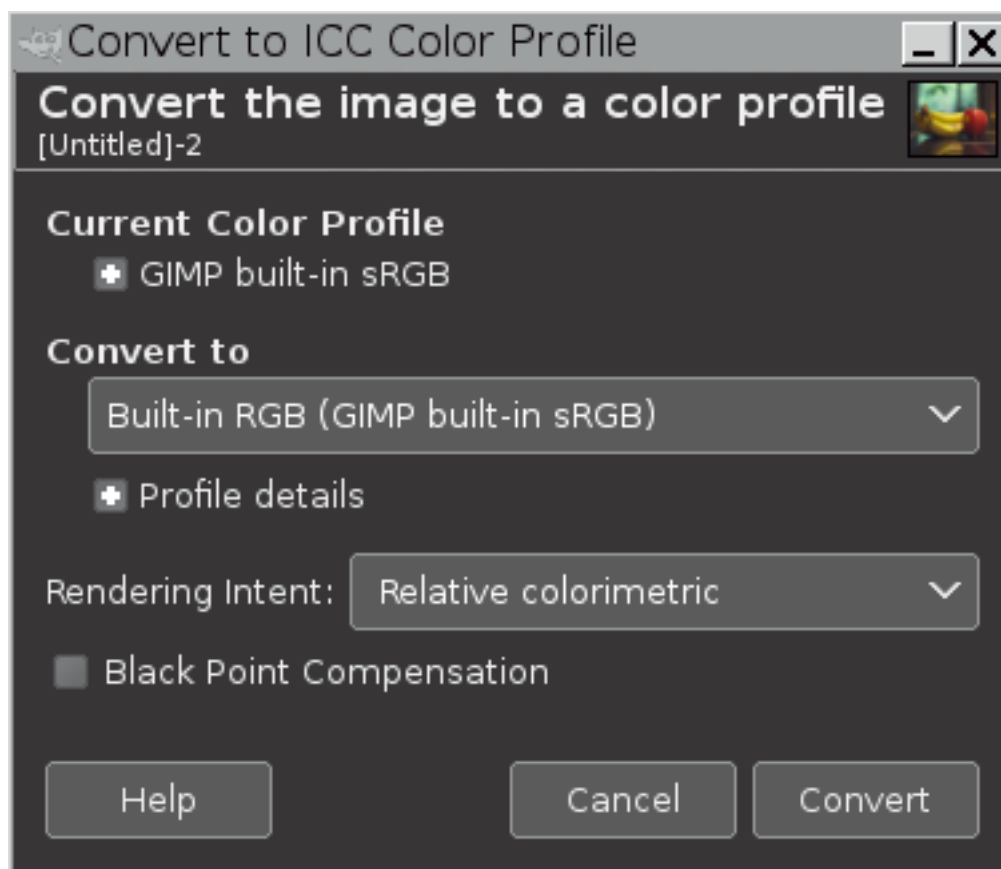 Convert to ICC Color Profile
Convert the image to a color profile
[Untitled]-2
Current Color Profile
GIMP built-in sRGB
Convert to
Built-in RGB (GIMP built-in sRGB)
Profile details
Rendering Intent: Relative colorimetric
Black Point Compensation
Help Cancel Convert